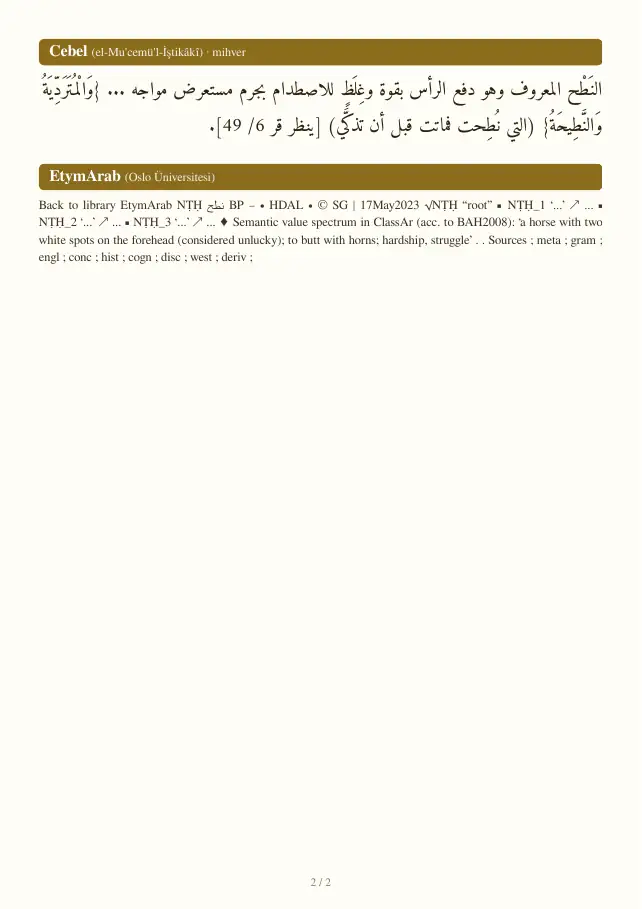 Cebel (el-Mu'cemü'l-İştikâkî) · mihver
النَطْح المعروف وهو دفع الرأس بقوة وغِلَظٍ للاصطدام بجرم مستعرض مواجه ... {وَالْمُتَرَدِّيَةُ
وَالنَّطِيحَةُ} (التي نُطِحت فماتت قبل أن تذكَّي) [ينظر قر 6/ 49].
EtymArab (Oslo Üniversitesi)
Back to library EtymArab NṬḤ نطح BP – • HDAL • © SG | 17May2023 √NṬḤ “root” ▪ NṬḤ_1 ‘...’ ↗ ... ▪
NṬḤ_2 ‘...’ ↗ ... ▪ NṬḤ_3 ‘...’ ↗ ... ♦ Semantic value spectrum in ClassAr (acc. to BAH2008): ‘a horse with two
white spots on the forehead (considered unlucky); to butt with horns; hardship, struggle’ . . Sources ; meta ; gram ;
engl ; conc ; hist ; cogn ; disc ; west ; deriv ;
2 / 2